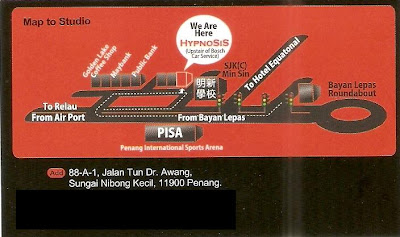 Map to Studio
We Are
Here
HYPNOSIS
(Upstair of Bosch
Car Service)
Golden Lake
Coffee Shop
Maybank
Public Bank
SJK(C)
Min Sin
明新
學校
To Hotel Equatorial
Bayan Lepas
Roundabout
To Relau
From Air Port
From Bayan Lepas
PISA
Penang International Sports Arena
Add 88-A-1, Jalan Tun Dr. Awang,
Sungai Nibong Kecil, 11900 Penang.